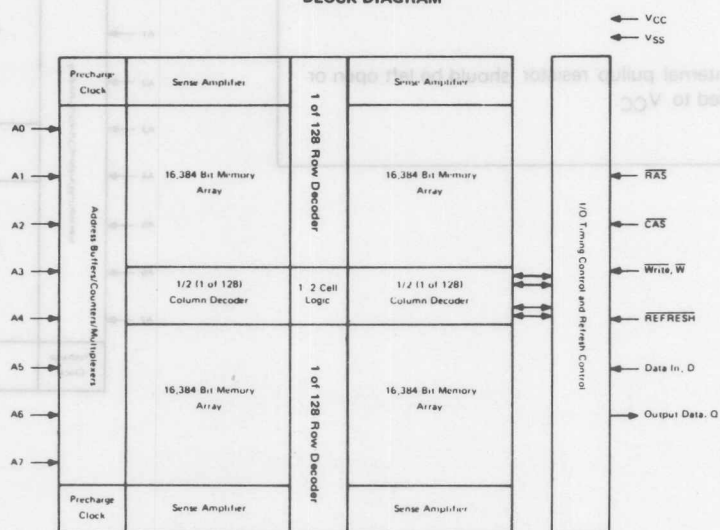 BLOCK DIAGRAM
VCC
VSS
Precharge
Clock
Sense Amplifier
1 of 128 Row Decoder
Sense Amplifier
A0
A1
A2
A3
A4
A5
A6
A7
Address Buffers/Counters/Multiplexers
16,384 Bit Memory
Array
16,384 Bit Memory
Array
1/2 (1 of 128)
Column Decoder
1 2 Cell
Logic
1/2 (1 of 128)
Column Decoder
16,384 Bit Memory
Array
1 of 128 Row Decoder
16,384 Bit Memory
Array
Precharge
Clock
Sense Amplifier
Sense Amplifier
I/O Timing Control and Refresh Control
RAS
CAS
Write, W
REFRESH
Data In, D
Output Data, Q
ternal pullup resistor should be left open or
ed to VCC